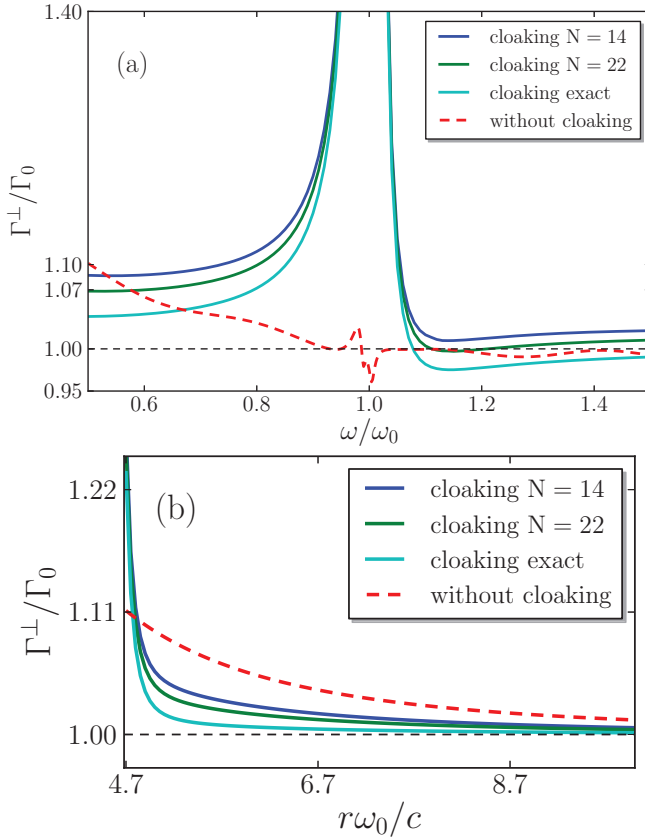 1.40
(a)
cloaking N = 14
cloaking N = 22
cloaking exact
without cloaking
Γ⊥/Γ0
1.10
1.07
1.00
0.95
0.6 0.8 1.0 1.2 1.4
ω/ω0
1.22
(b)
cloaking N = 14
cloaking N = 22
cloaking exact
without cloaking
Γ⊥/Γ0
1.11
1.00
4.7 6.7 8.7
rω0/c